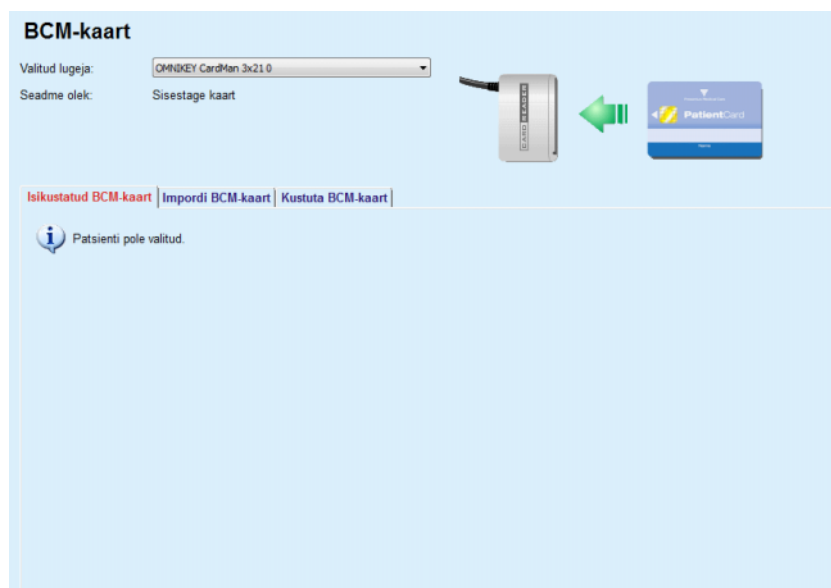 BCM-kaart
Valitud lugeja: OMNIKEY CardMan 3x21 0
Seadme olek: Sisestage kaart
CARD READER
PatientCard
Name
Isikustatud BCM-kaart Impordi BCM-kaart Kustuta BCM-kaart
Patsienti pole valitud.